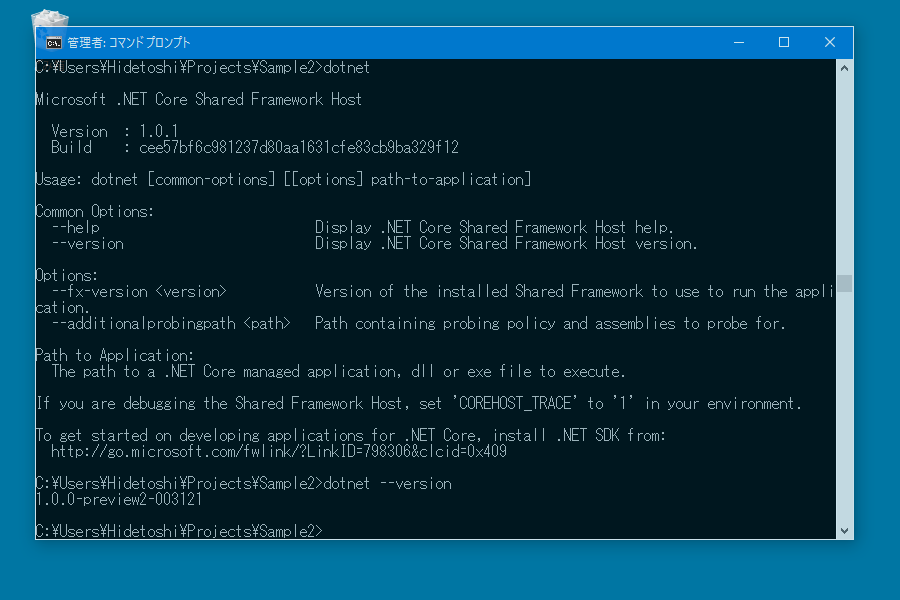 管理者: コマンド プロンプト
C:¥Users¥Hidetoshi¥Projects¥Sample2>dotnet
Microsoft .NET Core Shared Framework Host
Version : 1.0.1
Build : cee57bf6c981237d80aa1631cfe83cb9ba329f12
Usage: dotnet [common-options] [[options] path-to-application]
Common Options:
--help Display .NET Core Shared Framework Host help.
--version Display .NET Core Shared Framework Host version.
Options:
--fx-version <version> Version of the installed Shared Framework to use to run the appli
cation.
--additionalprobingpath <path> Path containing probing policy and assemblies to probe for.
Path to Application:
The path to a .NET Core managed application, dll or exe file to execute.
If you are debugging the Shared Framework Host, set 'COREHOST_TRACE' to '1' in your environment.
To get started on developing applications for .NET Core, install .NET SDK from:
http://go.microsoft.com/fwlink/?LinkID=798306&clcid=0x409
C:¥Users¥Hidetoshi¥Projects¥Sample2>dotnet --version
1.0.0-preview2-003121
C:¥Users¥Hidetoshi¥Projects¥Sample2>